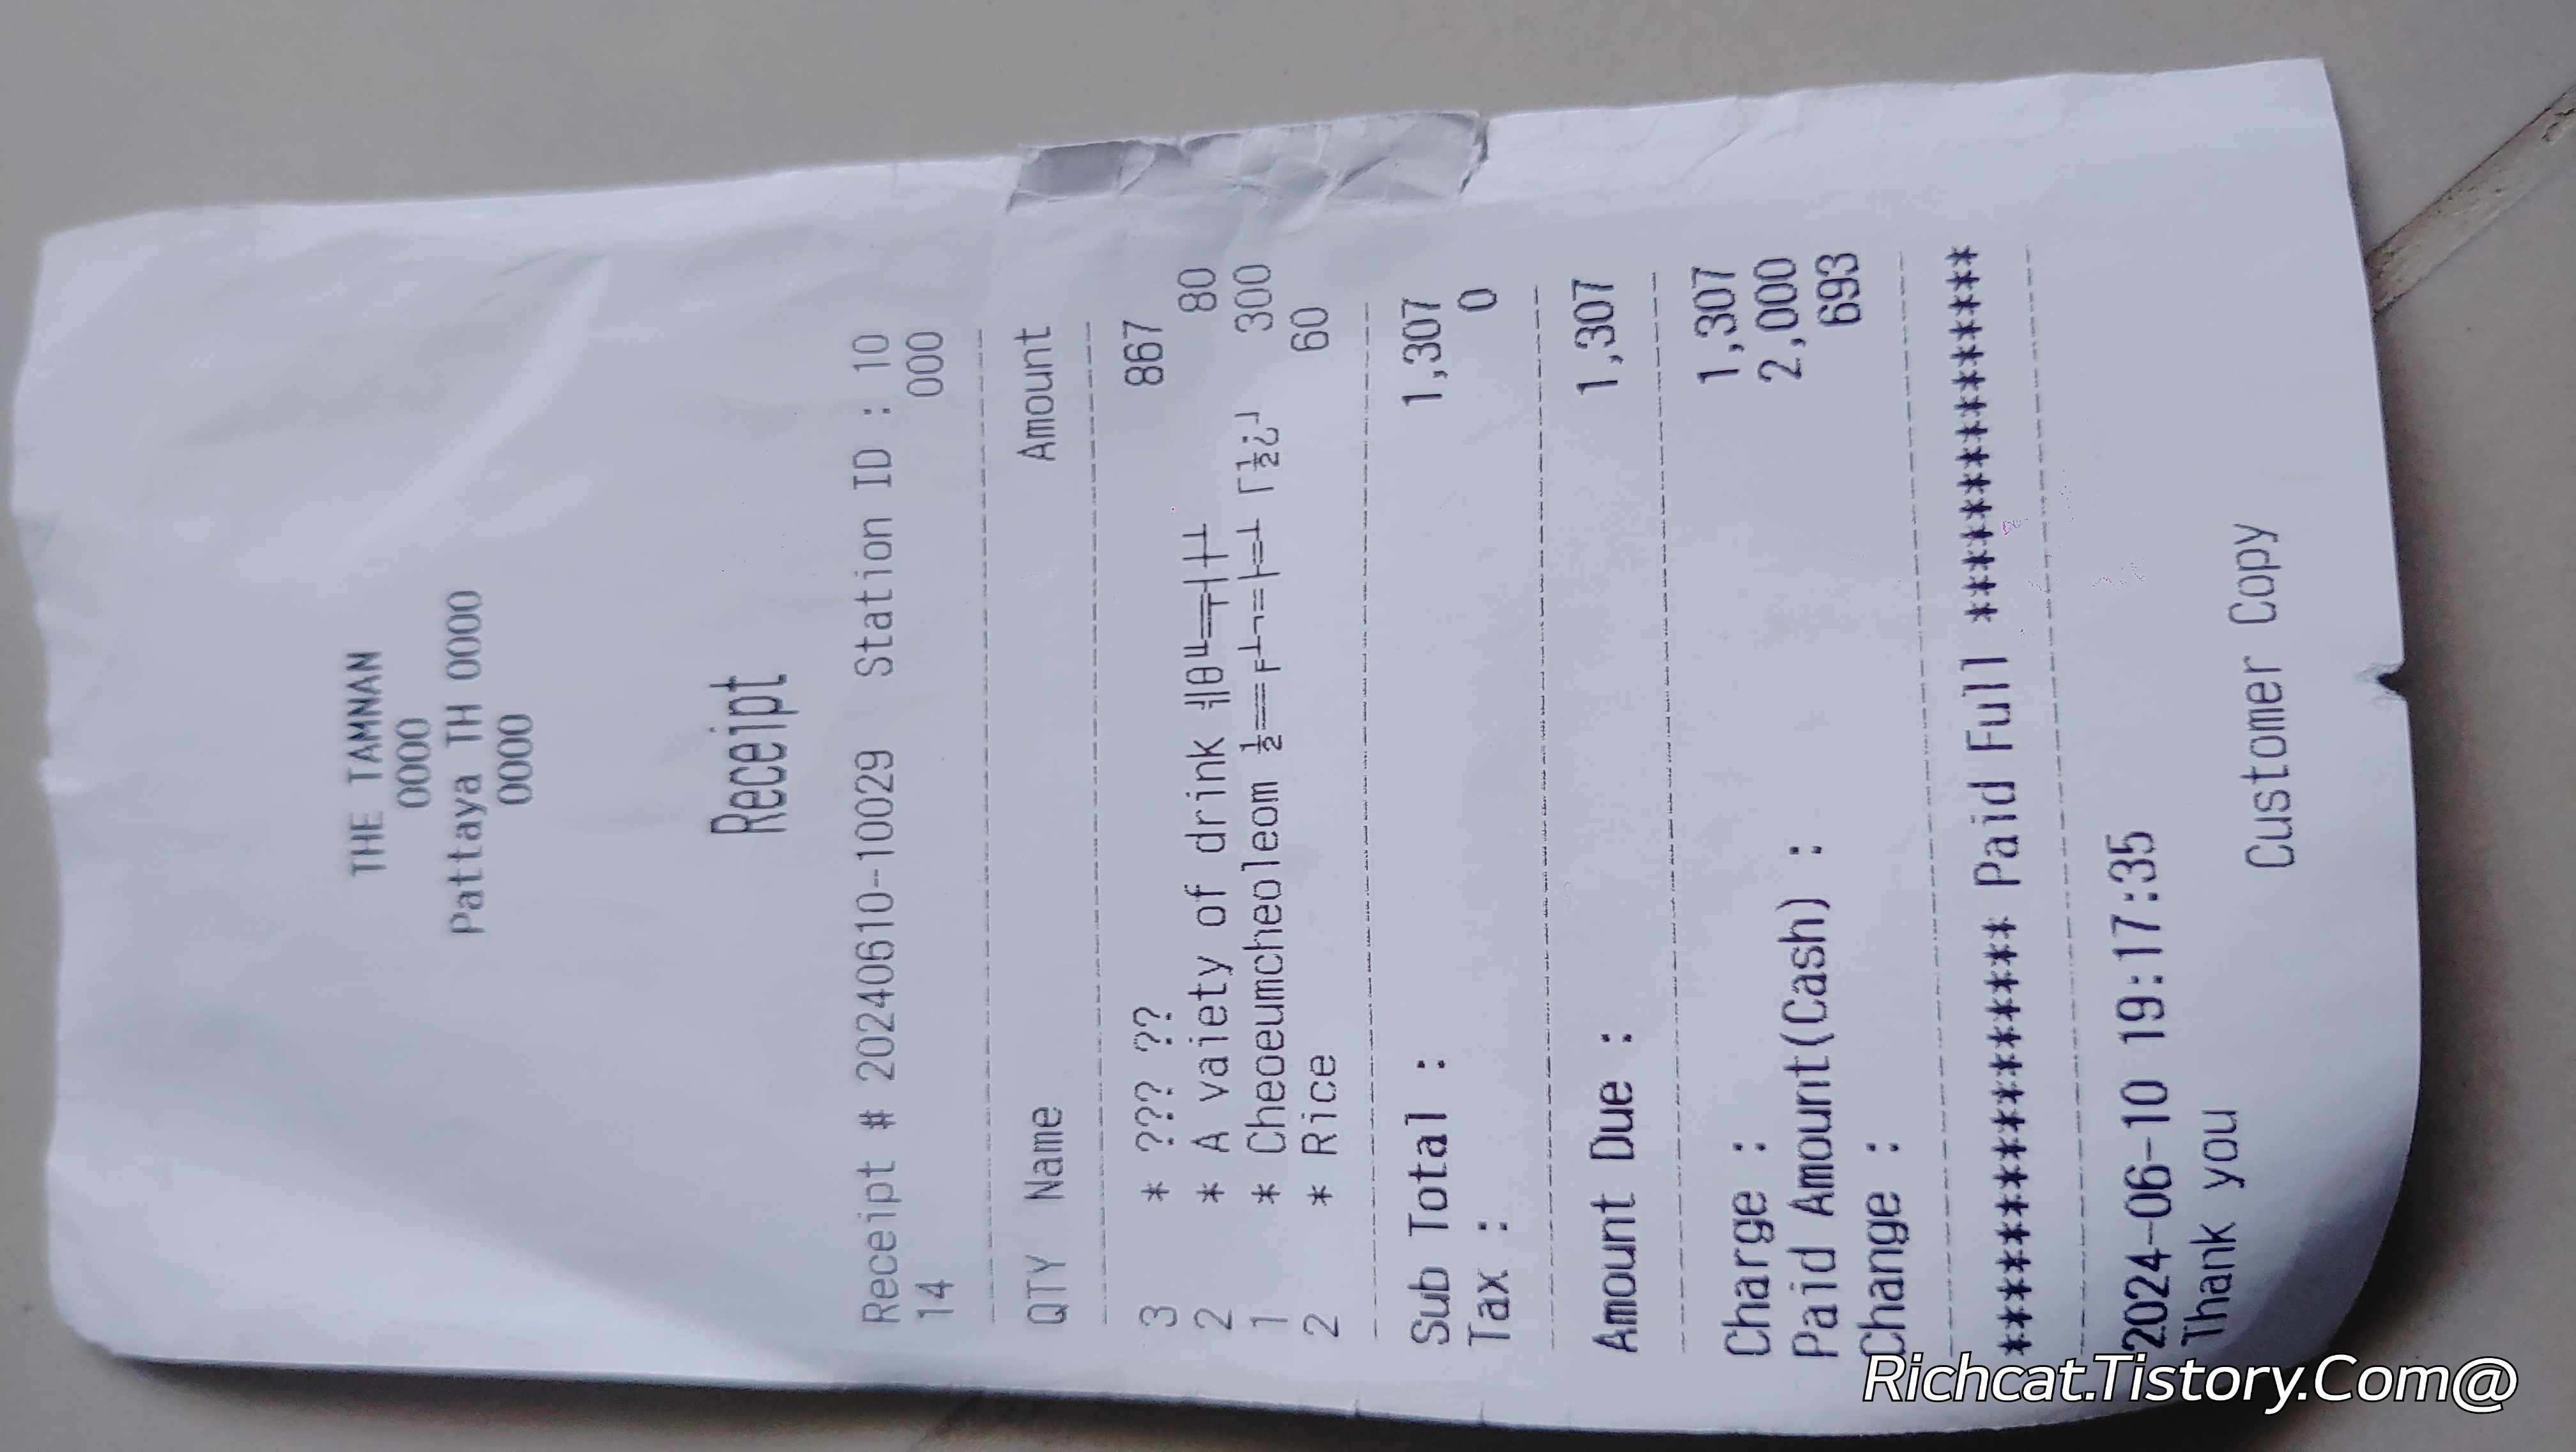 THE TAMNAN
0000
Pattaya TH 0000
0000
Receipt
Receipt # 20240610-10029 Station ID : 10
14 000
QTY Name Amount
3 * ??? ?? 867
2 * A vaiety of drink 80
1 * Cheoeumcheoleom 300
2 * Rice 60
Sub Total : 1,307
Tax : 0
Amount Due : 1,307
Charge : 1,307
Paid Amount(Cash) : 2,000
Change : 693
**************** Paid Full ****************
2024-06-10 19:17:35
Thank you
Customer Copy
Richcat.Tistory.Com@